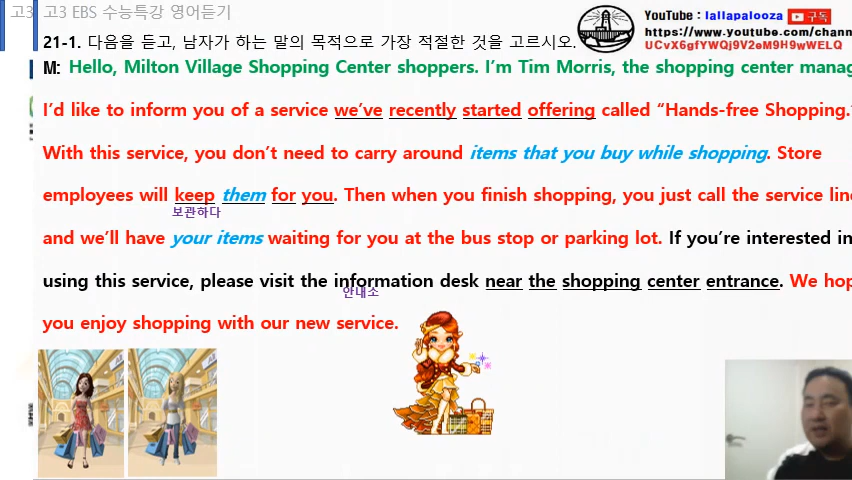 고3 고3 EBS 수능특강 영어듣기
YouTube : lallapalooza 구독
https://www.youtube.com/chann
UCvX6gfYWQj9V2eM9H9wWELQ
21-1. 다음을 듣고, 남자가 하는 말의 목적으로 가장 적절한 것을 고르시오.
M: Hello, Milton Village Shopping Center shoppers. I’m Tim Morris, the shopping center manag
I’d like to inform you of a service we’ve recently started offering called “Hands-free Shopping.”
With this service, you don’t need to carry around items that you buy while shopping. Store
employees will keep them for you. Then when you finish shopping, you just call the service line
보관하다
and we’ll have your items waiting for you at the bus stop or parking lot. If you’re interested in
using this service, please visit the information desk near the shopping center entrance. We hop
안내소
you enjoy shopping with our new service.